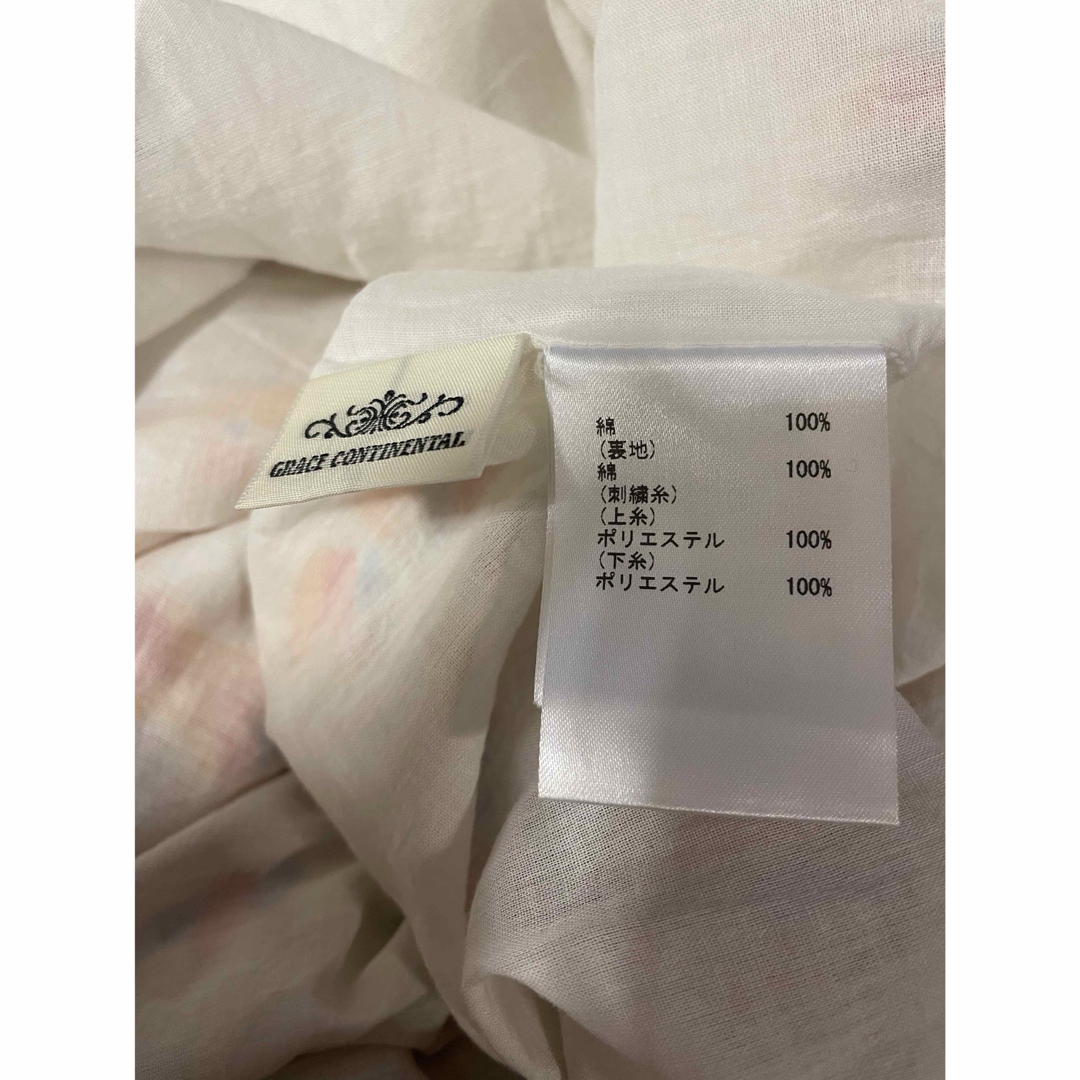 GRACE CONTINENTAL
綿 100%
(裏地)
綿 100%
(刺繍糸)
(上糸)
ポリエステル 100%
(下糸)
ポリエステル 100%